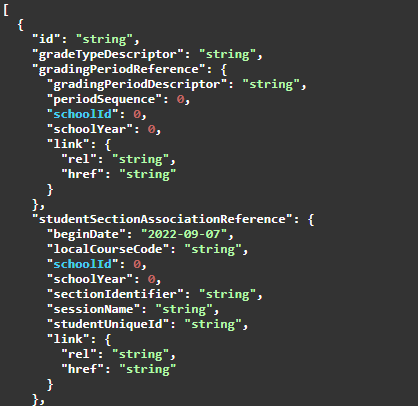 [
  {
    "id": "string",
    "gradeTypeDescriptor": "string",
    "gradingPeriodReference": {
      "gradingPeriodDescriptor": "string",
      "periodSequence": 0,
      "schoolId": 0,
      "schoolYear": 0,
      "link": {
        "rel": "string",
        "href": "string"
      }
    },
    "studentSectionAssociationReference": {
      "beginDate": "2022-09-07",
      "localCourseCode": "string",
      "schoolId": 0,
      "schoolYear": 0,
      "sectionIdentifier": "string",
      "sessionName": "string",
      "studentUniqueId": "string",
      "link": {
        "rel": "string",
        "href": "string"
      }
    },